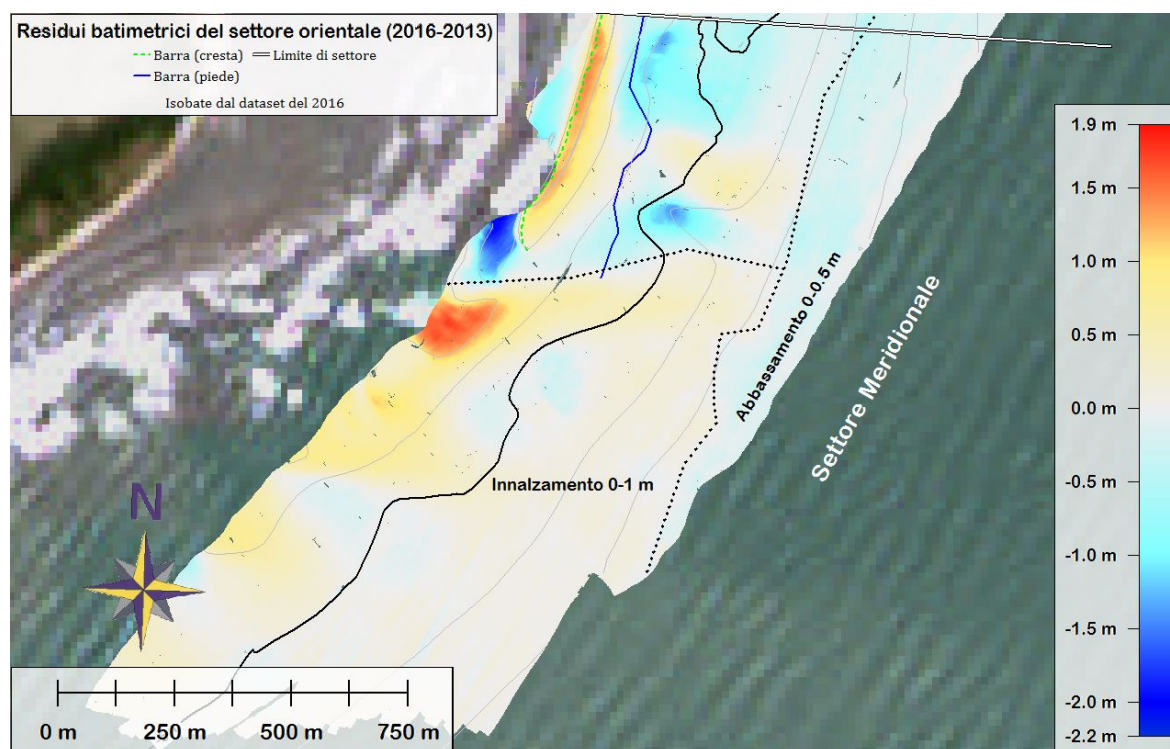 Residui batimetrici del settore orientale (2016-2013)
Barra (cresta) Limite di settore
Barra (piede)
Isobate dal dataset del 2016
1.9 m
1.5 m
1.0 m
0.5 m
0.0 m
-0.5 m
-1.0 m
-1.5 m
-2.0 m
-2.2 m
Abbassamento 0-0.5 m
Settore Meridionale
Innalzamento 0-1 m
N
0 m 250 m 500 m 750 m